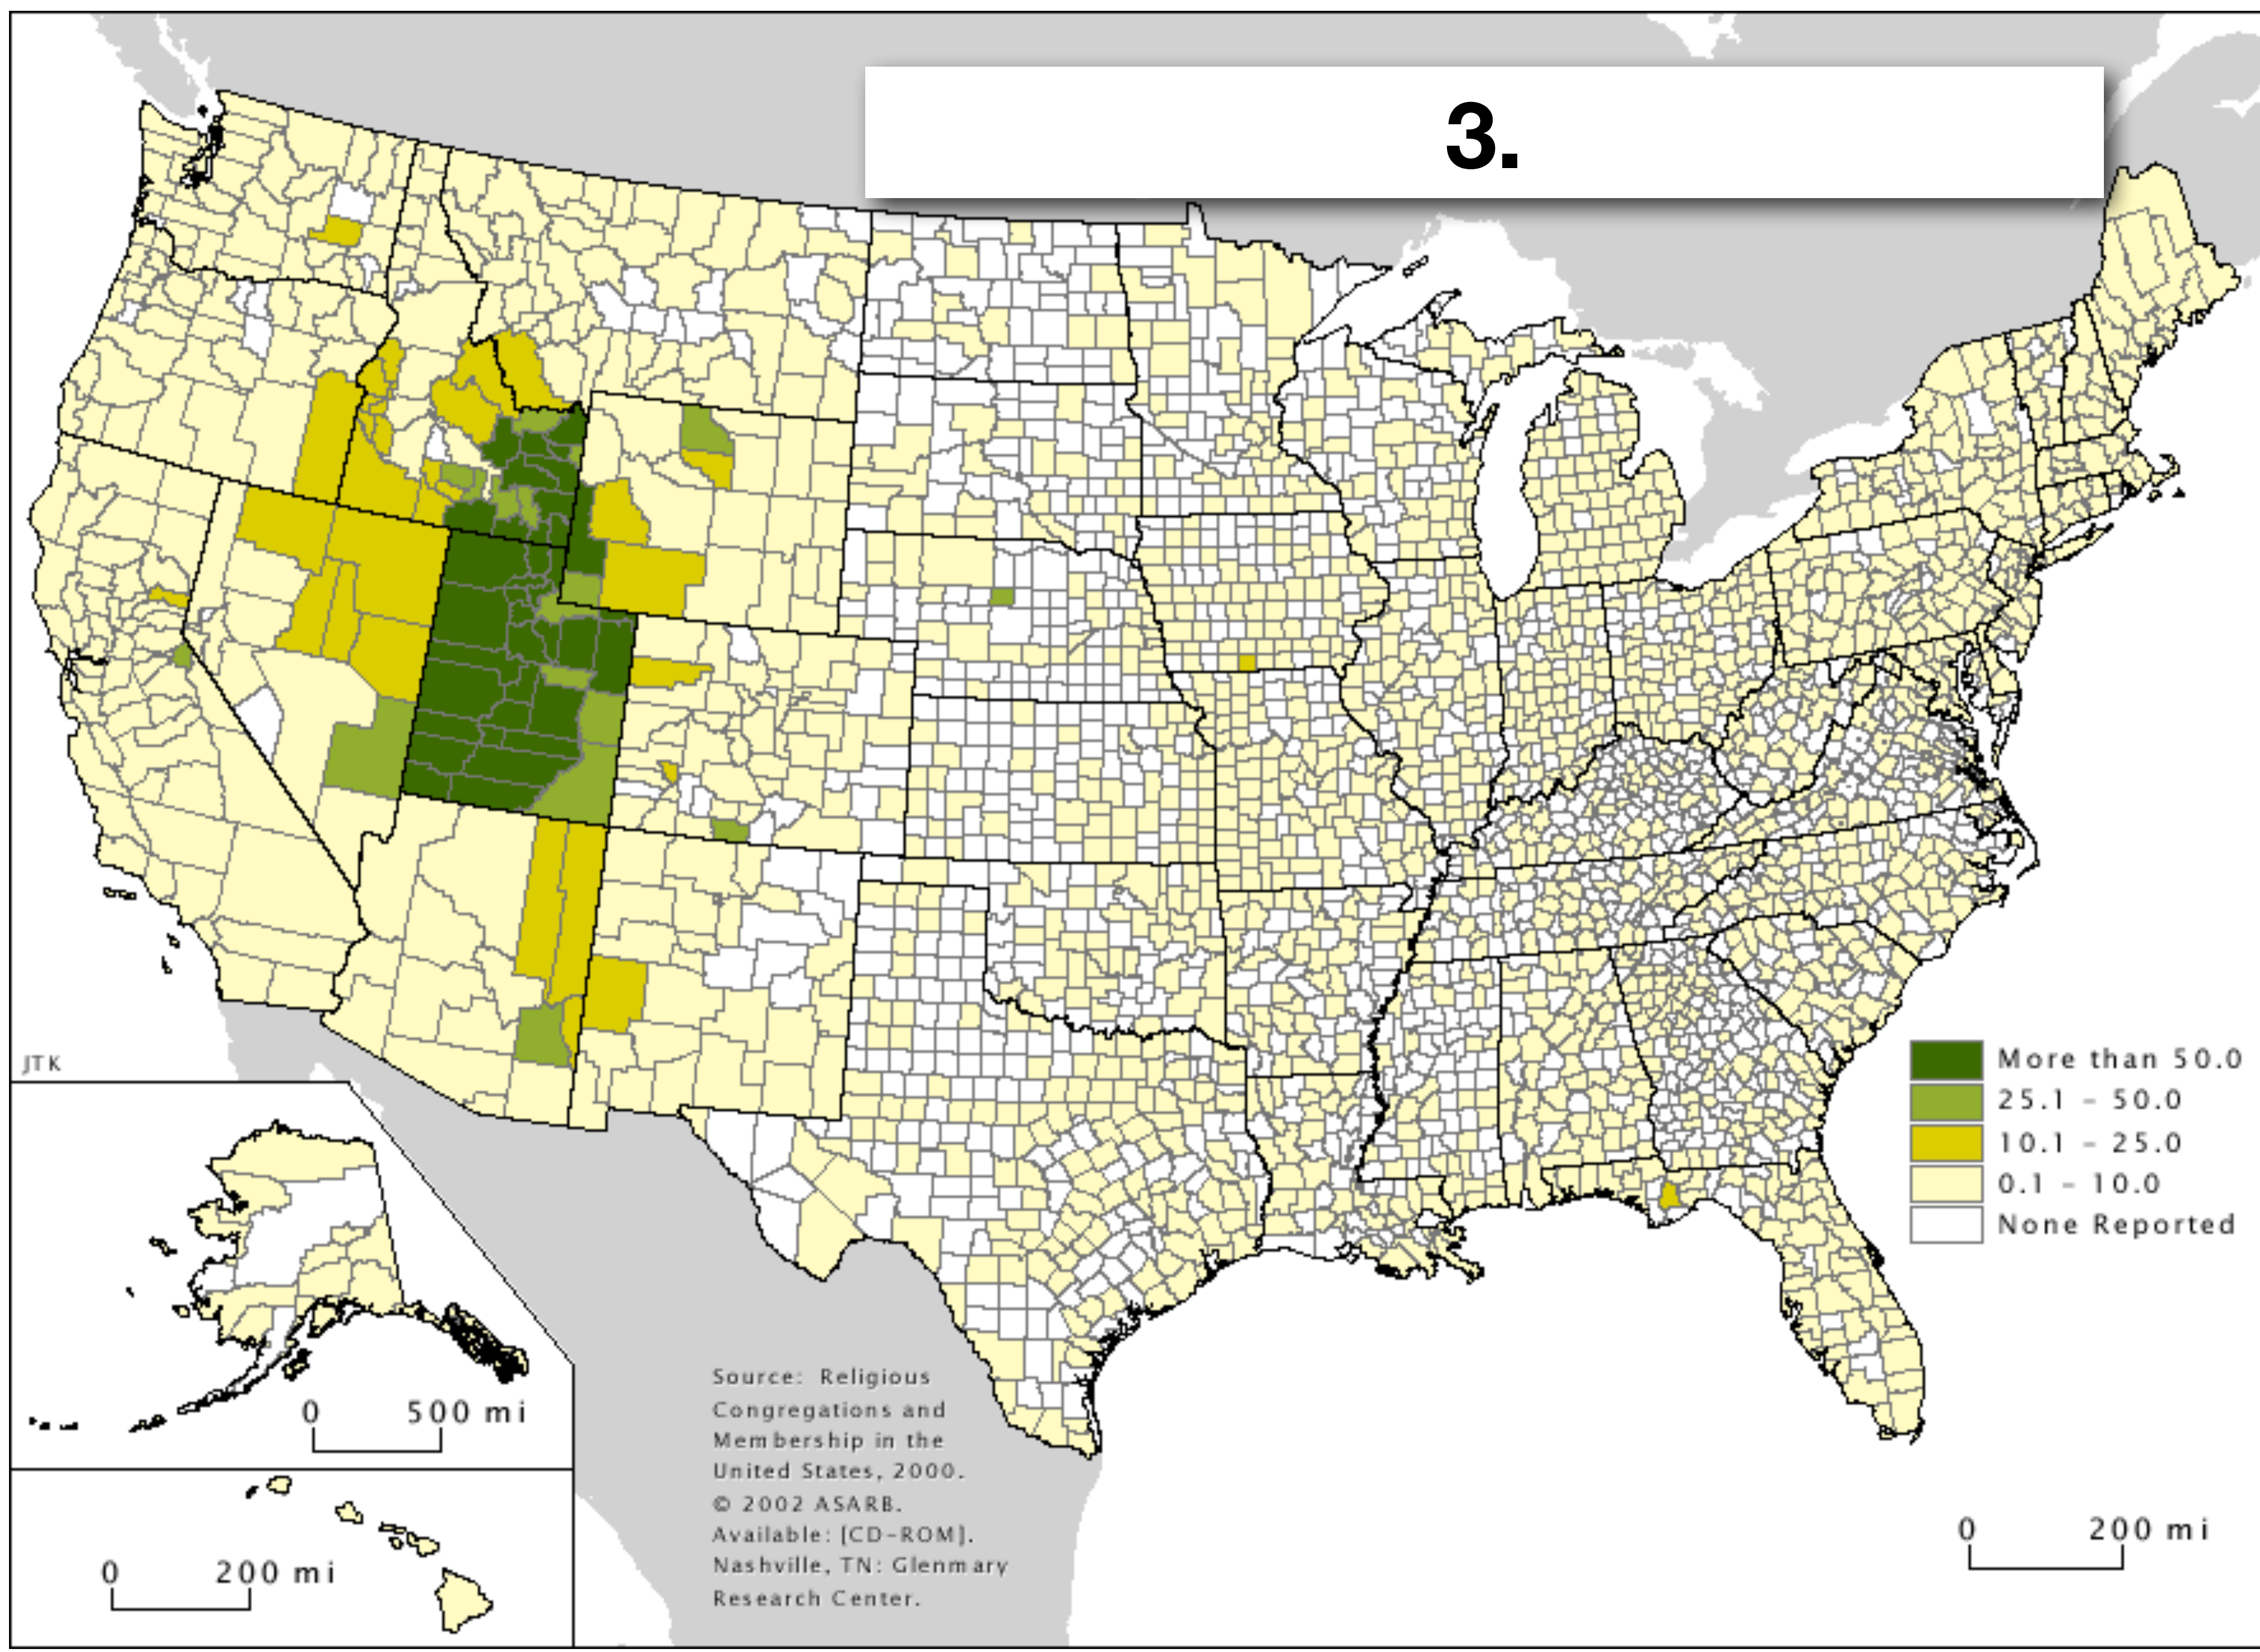 3.
JTK
More than 50.0
25.1 – 50.0
10.1 – 25.0
0.1 – 10.0
None Reported
0 500 mi
0 200 mi
Source: Religious
Congregations and
Membership in the
United States, 2000.
© 2002 ASARB.
Available: [CD-ROM].
Nashville, TN: Glenmary
Research Center.
0 200 mi